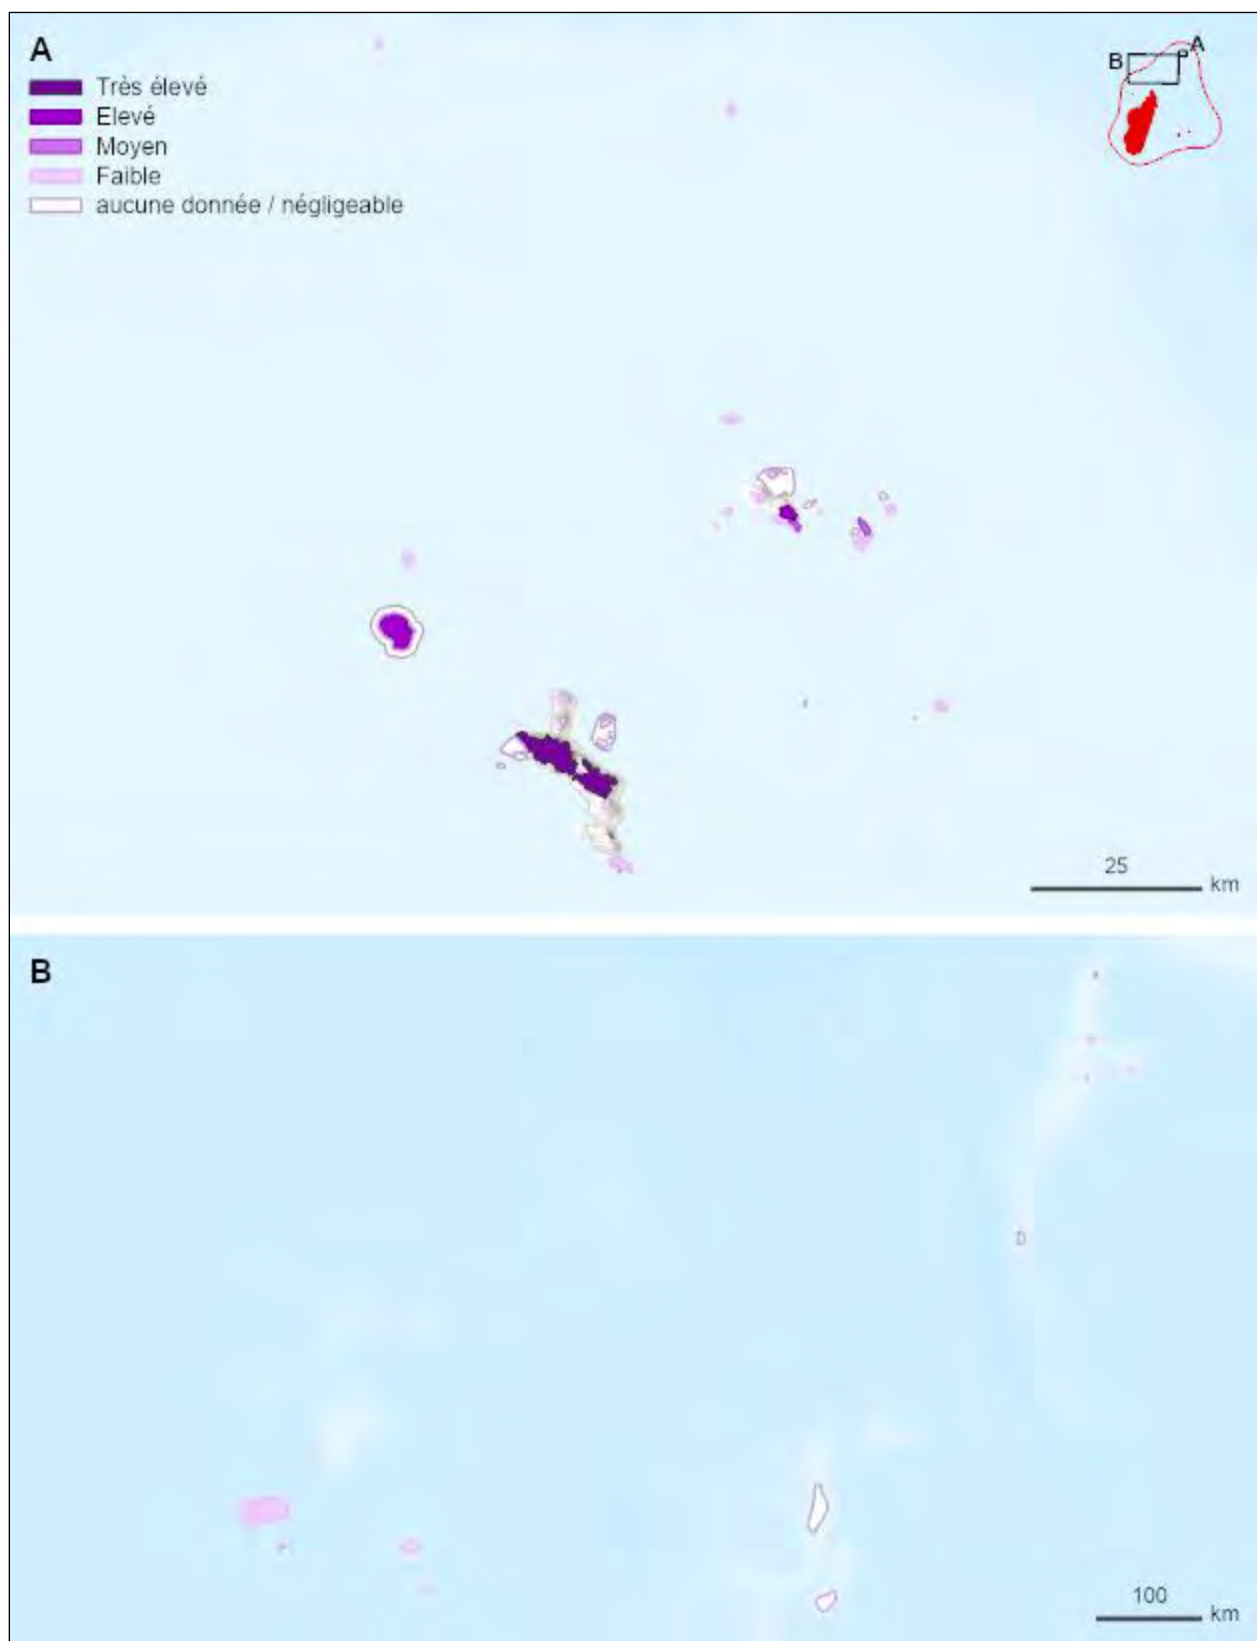 A
Très élevé
Elevé
Moyen
Faible
aucune donnée / négligeable
A
B
25
km
B
100
km